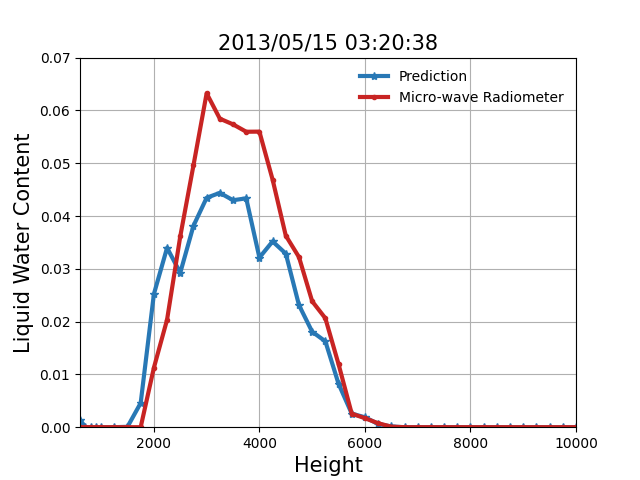 2013/05/15 03:20:38
Prediction
Micro-wave Radiometer
0.07
0.06
0.05
0.04
0.03
0.02
0.01
0.00
Liquid Water Content
2000 4000 6000 8000 10000
Height